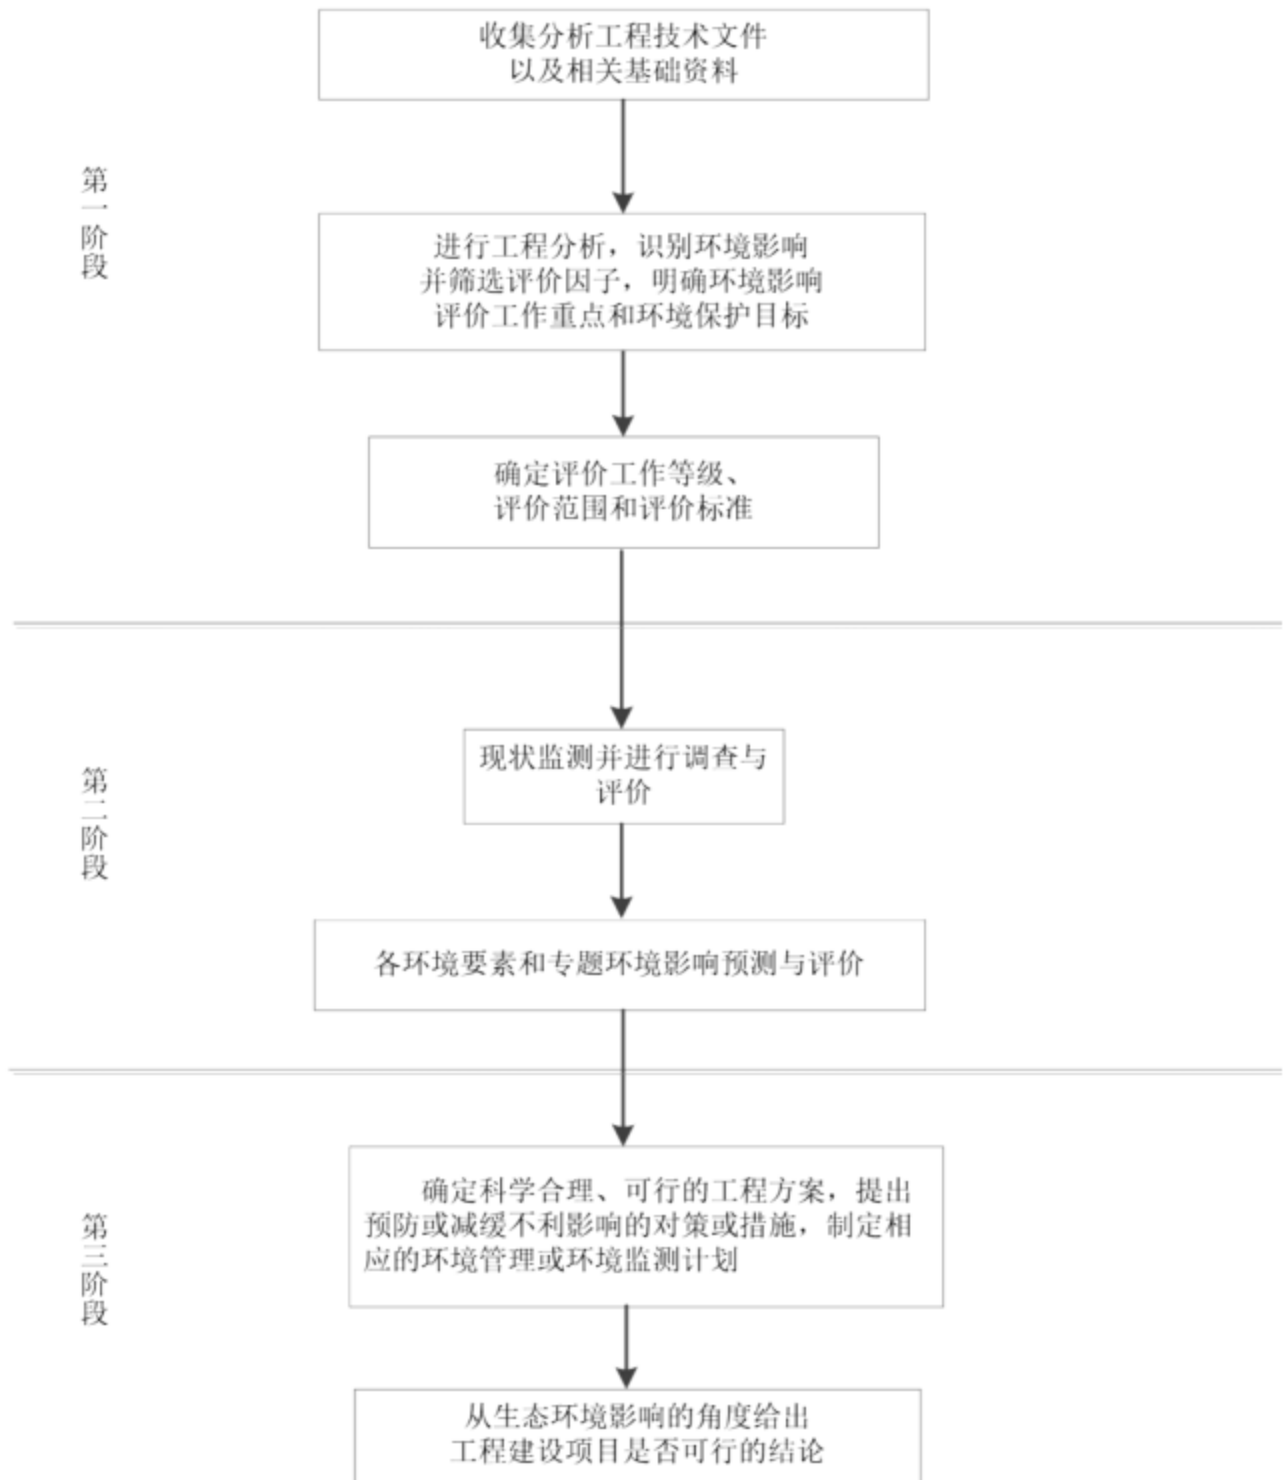 收集分析工程技术文件
以及相关基础资料
第一阶段
进行工程分析，识别环境影响
并筛选评价因子，明确环境影响
评价工作重点和环境保护目标
确定评价工作等级、
评价范围和评价标准
现状监测并进行调查与
评价
第二阶段
各环境要素和专题环境影响预测与评价
确定科学合理、可行的工程方案，提出
预防或减缓不利影响的对策或措施，制定相
应的环境管理或环境监测计划
第三阶段
从生态环境影响的角度给出
工程建设项目是否可行的结论